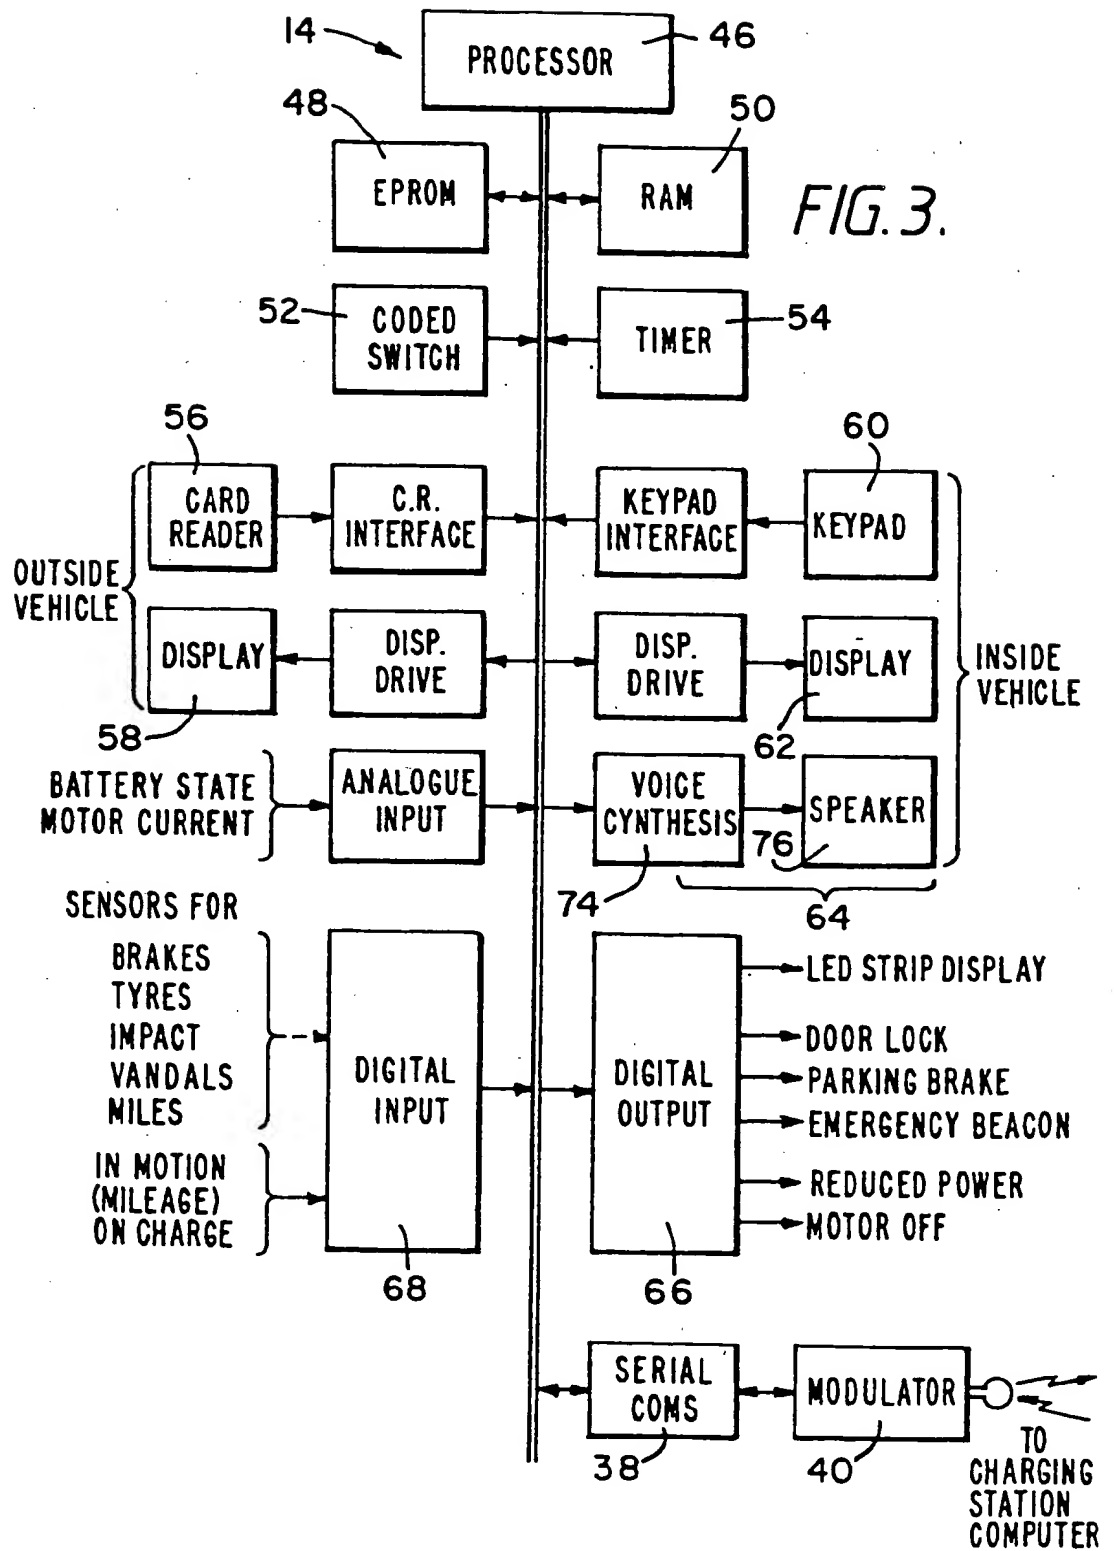 14
PROCESSOR
46
48
EPROM
50
RAM
FIG. 3.
52
CODED
SWITCH
TIMER
54
56
CARD
READER
C.R.
INTERFACE
KEYPAD
INTERFACE
60
KEYPAD
OUTSIDE
VEHICLE
DISPLAY
58
DISP.
DRIVE
DISP.
DRIVE
DISPLAY
62
INSIDE
VEHICLE
BATTERY STATE
MOTOR CURRENT
ANALOGUE
INPUT
VOICE
CYNTHESIS
74
SPEAKER
76
64
SENSORS FOR
BRAKES
TYRES
IMPACT
VANDALS
MILES
IN MOTION
(MILEAGE)
ON CHARGE
DIGITAL
INPUT
68
DIGITAL
OUTPUT
66
LED STRIP DISPLAY
DOOR LOCK
PARKING BRAKE
EMERGENCY BEACON
REDUCED POWER
MOTOR OFF
SERIAL
COMS
38
MODULATOR
40
TO
CHARGING
STATION
COMPUTER